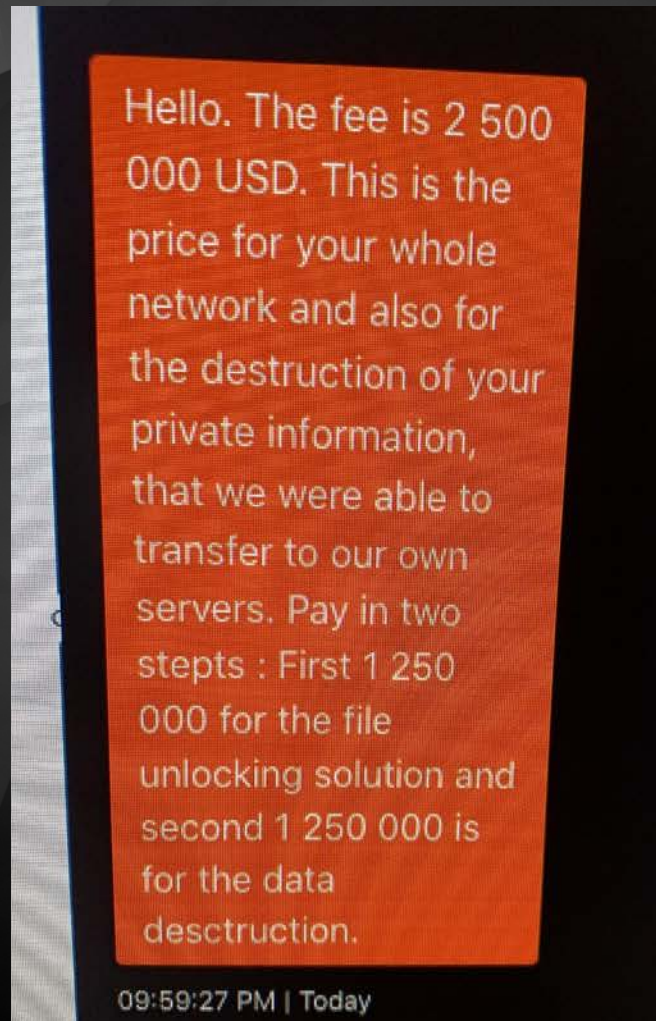 Hello. The fee is 2 500
000 USD. This is the
price for your whole
network and also for
the destruction of your
private information,
that we were able to
transfer to our own
servers. Pay in two
stepts : First 1 250
000 for the file
unlocking solution and
second 1 250 000 is
for the data
desctruction.
09:59:27 PM | Today